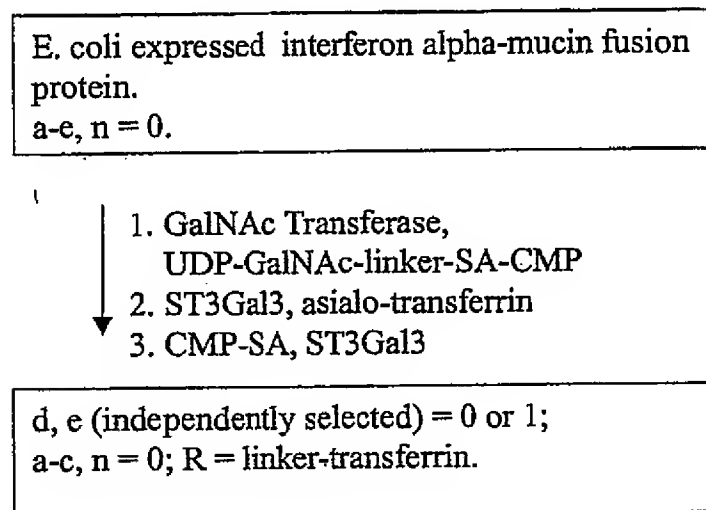 E. coli expressed interferon alpha-mucin fusion
protein.
a-e, n = 0.
1. GalNAc Transferase,
UDP-GalNAc-linker-SA-CMP
2. ST3Gal3, asialo-transferrin
3. CMP-SA, ST3Gal3
d, e (independently selected) = 0 or 1;
a-c, n = 0; R = linker-transferrin.